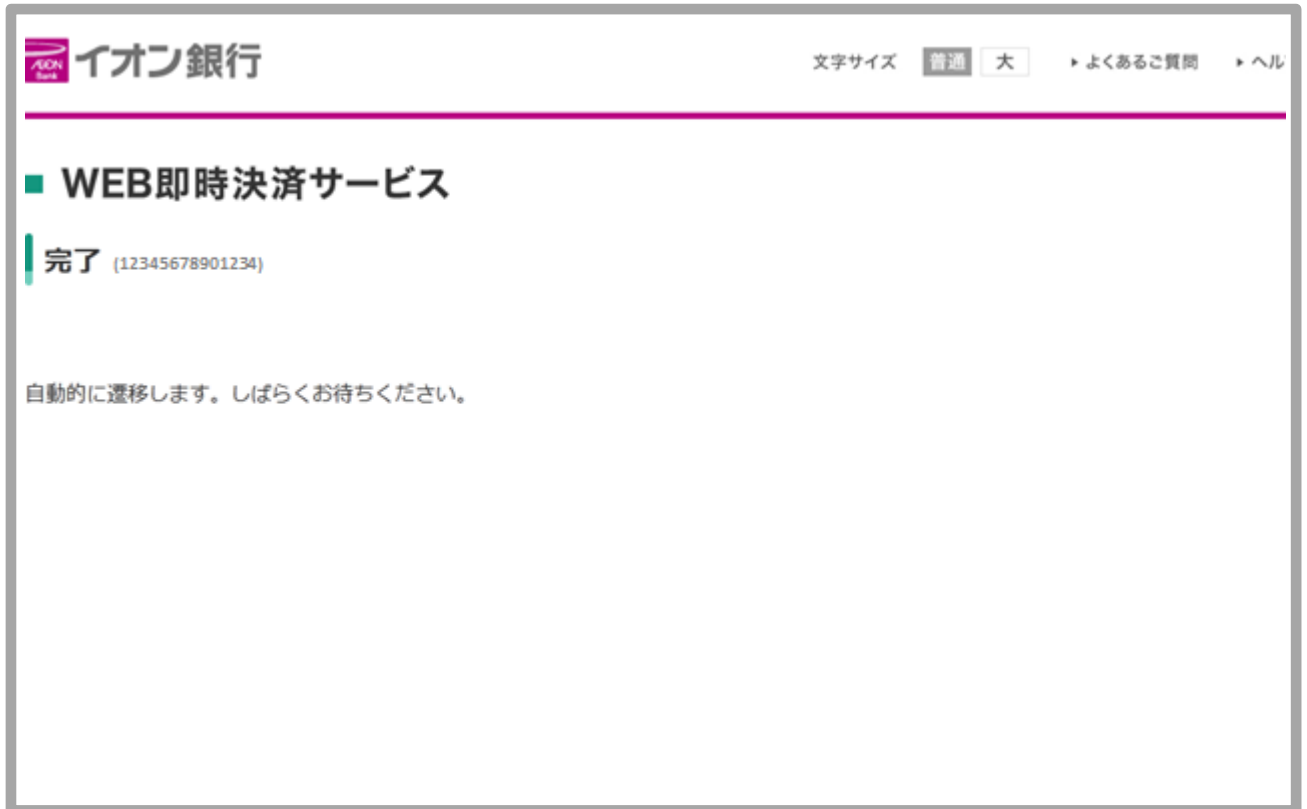 AEON
Bank
イオン銀行
文字サイズ 普通 大 ▶よくあるご質問 ▶ヘル
■ WEB即時決済サービス
完了 (12345678901234)
自動的に遷移します。しばらくお待ちください。